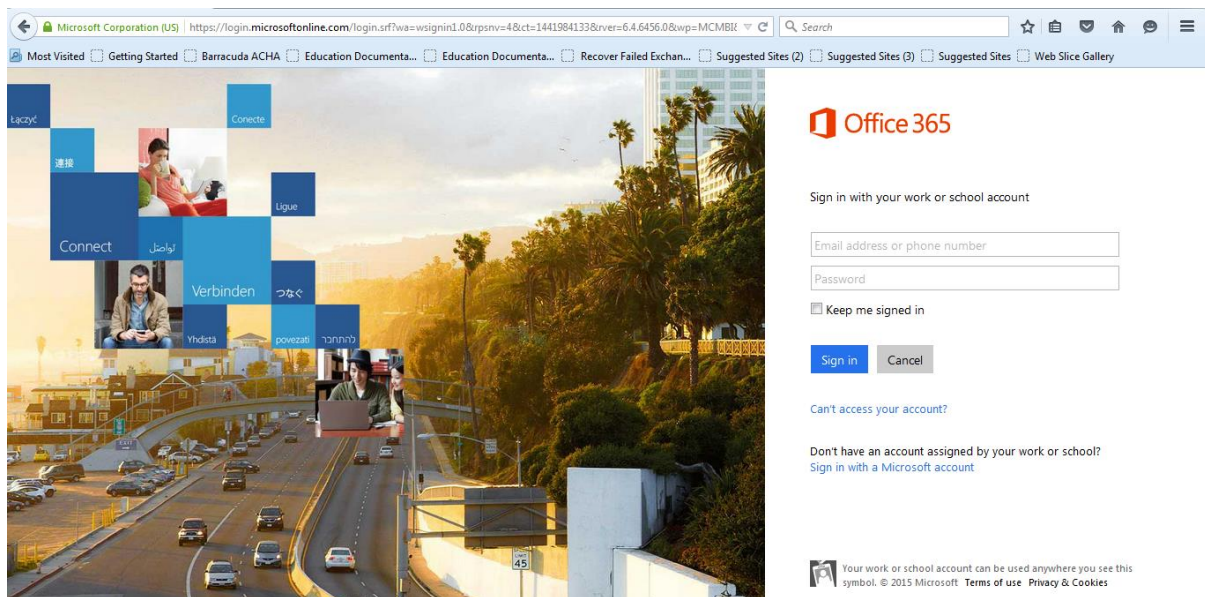 Microsoft Corporation (US) https://login.microsoftonline.com/login.srf?wa=wsignin1.0&rpsnv=4&ct=1441984133&rver=6.4.6456.0&wp=MCMBI& Search
Most Visited Getting Started Barracuda ACHA Education Documenta... Education Documenta... Recover Failed Exchan... Suggested Sites (2) Suggested Sites (3) Suggested Sites Web Slice Gallery
Łączyć
Conecte
連接
Ligue
Connect
تواصل
Verbinden
つなぐ
Yhdistä
povezati
להתחבר
EXIT
LIMIT
45
Office 365
Sign in with your work or school account
Email address or phone number
Password
Keep me signed in
Sign in Cancel
Can't access your account?
Don't have an account assigned by your work or school?
Sign in with a Microsoft account
Your work or school account can be used anywhere you see this
symbol. © 2015 Microsoft Terms of use Privacy & Cookies